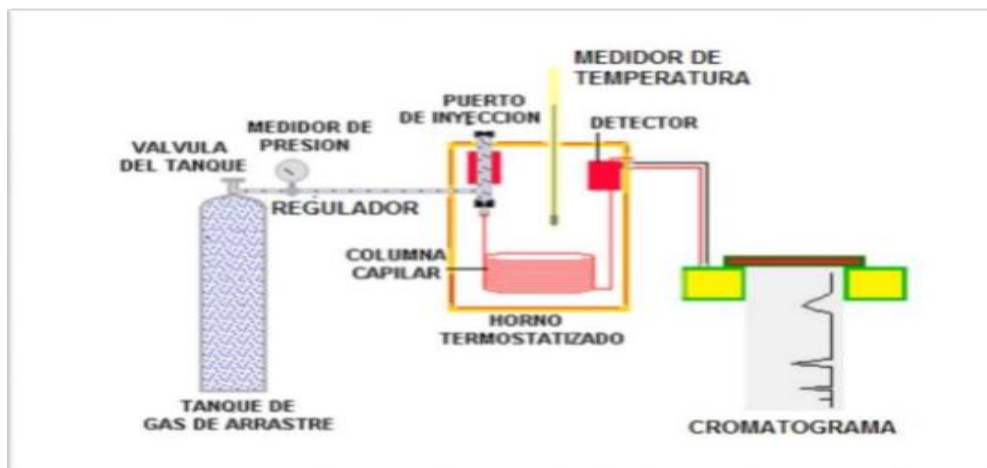 MEDIDOR DE
TEMPERATURA
PUERTO
DE INYECCION
DETECTOR
MEDIDOR DE
PRESION
VALVULA
DEL TANQUE
REGULADOR
COLUMNA
CAPILAR
HORNO
TERMOSTATIZADO
TANQUE DE
GAS DE ARRASTRE
CROMATOGRAMA